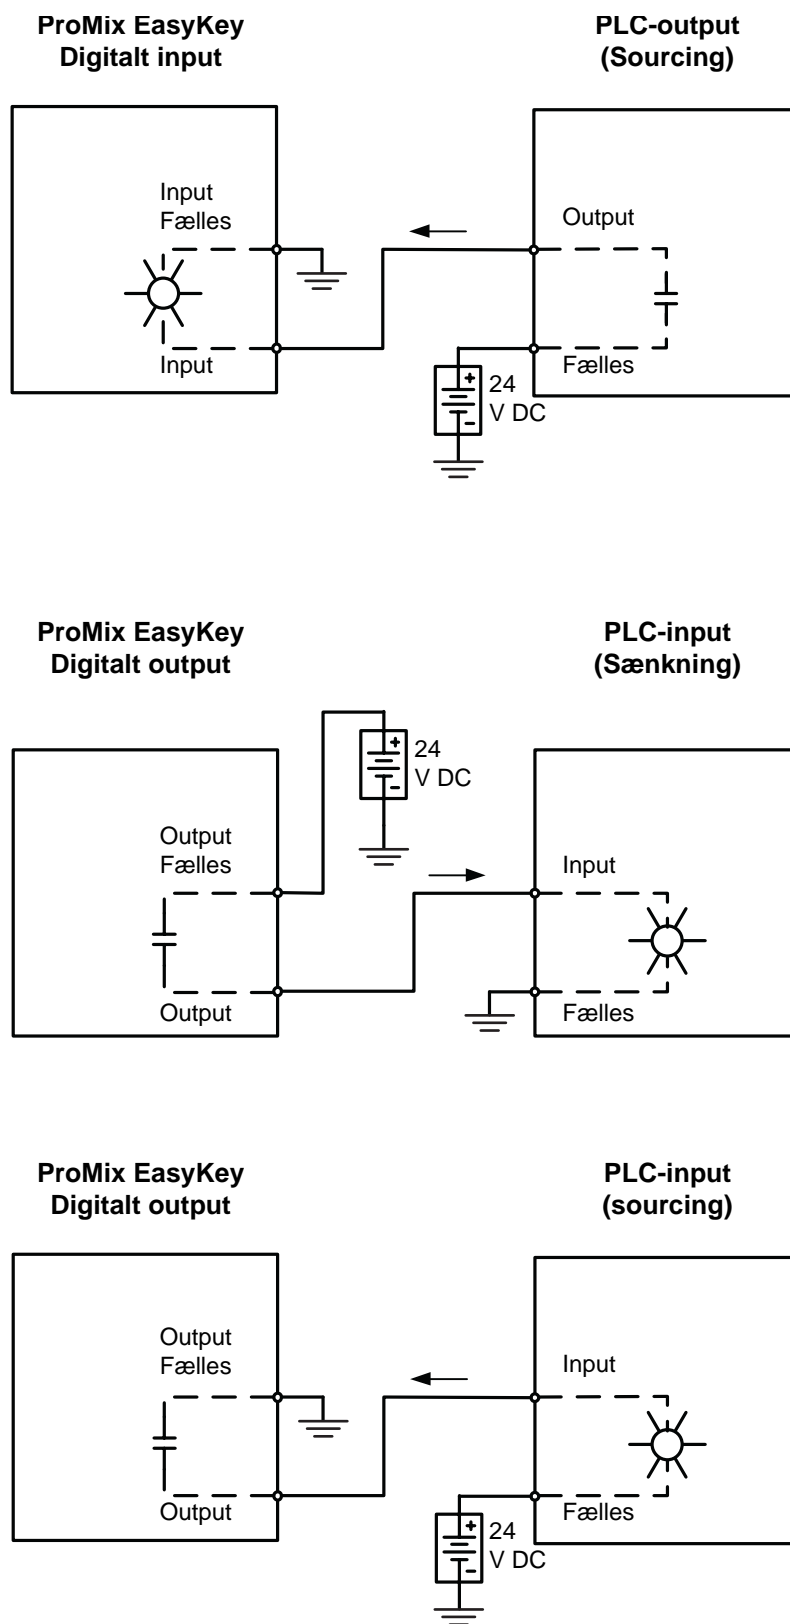 ProMix EasyKey
Digitalt input
PLC-output
(Sourcing)
Input
Fælles
Input
Output
Fælles
+
24
V DC
-
ProMix EasyKey
Digitalt output
PLC-input
(Sænkning)
+
24
V DC
-
Output
Fælles
Output
Input
Fælles
ProMix EasyKey
Digitalt output
PLC-input
(sourcing)
Output
Fælles
Output
Input
Fælles
+
24
V DC
-